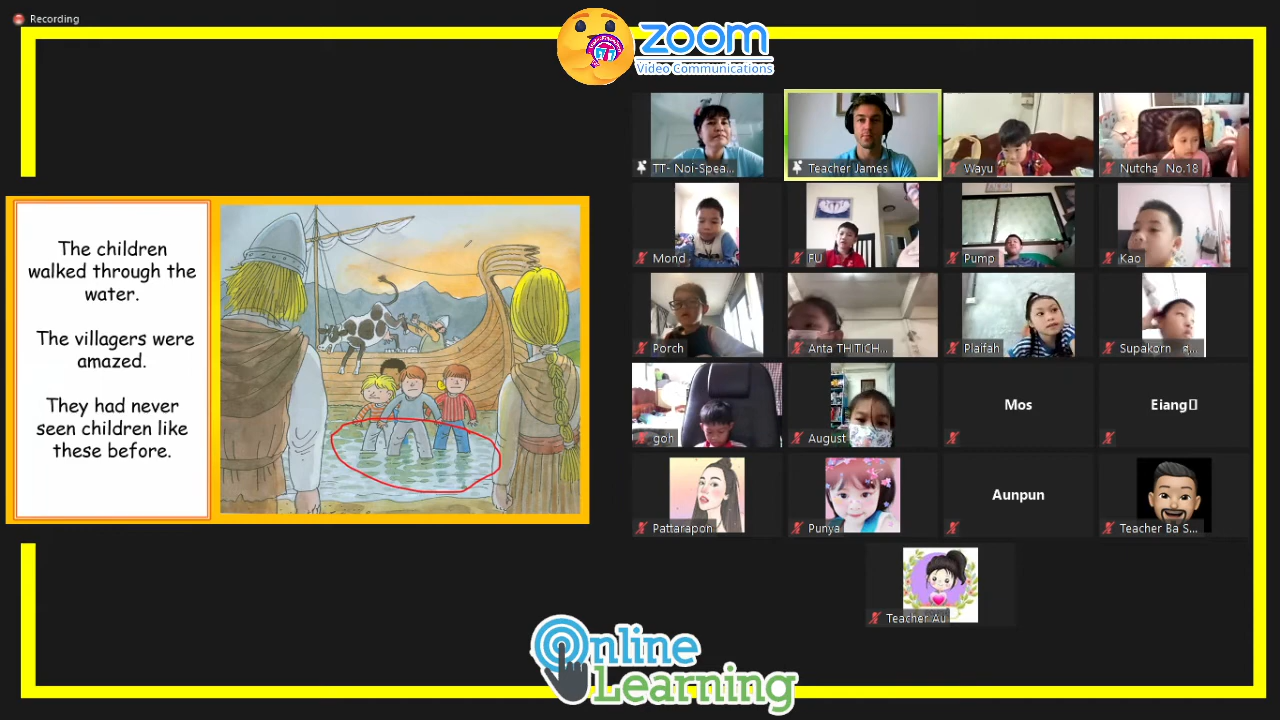 Recording
zoom
Video Communications
The children
walked through the
water.
The villagers were
amazed.
They had never
seen children like
these before.
TT- Noi-Spea...
Teacher James
Wayu
Nutcha No.18
Mond
FU
Pump
Kao
Porch
Anta THITICH...
Plaifah
Supakorn g...
goh
August
Mos
Eiang
Pattarapoh
Punya
Aunpun
Teacher Ba S...
Teacher Au
Online
Learning